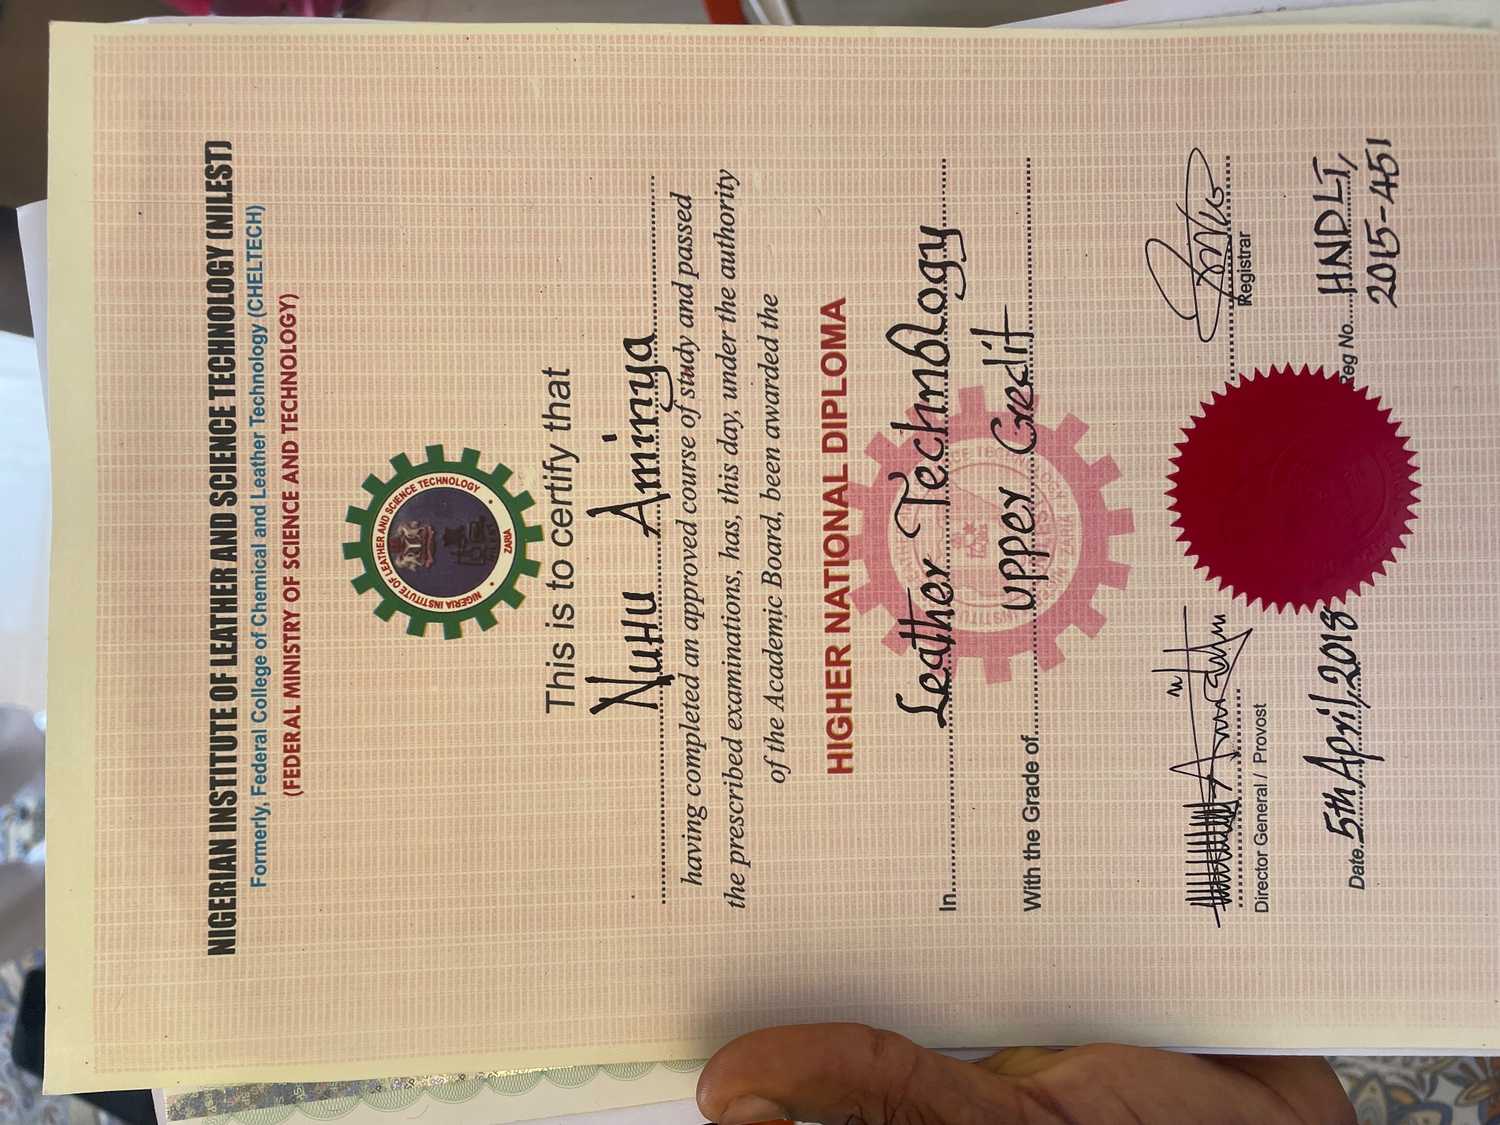 NIGERIAN INSTITUTE OF LEATHER AND SCIENCE TECHNOLOGY (NILEST)
Formerly, Federal College of Chemical and Leather Technology (CHELTECH)
(FEDERAL MINISTRY OF SCIENCE AND TECHNOLOGY)
NIGERIA INSTITUTE OF LEATHER AND SCIENCE TECHNOLOGY
ZARIA
This is to certify that
Nuhu Aminya
having completed an approved course of study and passed
the prescribed examinations, has, this day, under the authority
of the Academic Board, been awarded the
HIGHER NATIONAL DIPLOMA
In Leather Technology
With the Grade of Upper Credit
Director General / Provost
Registrar
Date 5th April, 2018
Reg No HNDLT,
2015-451